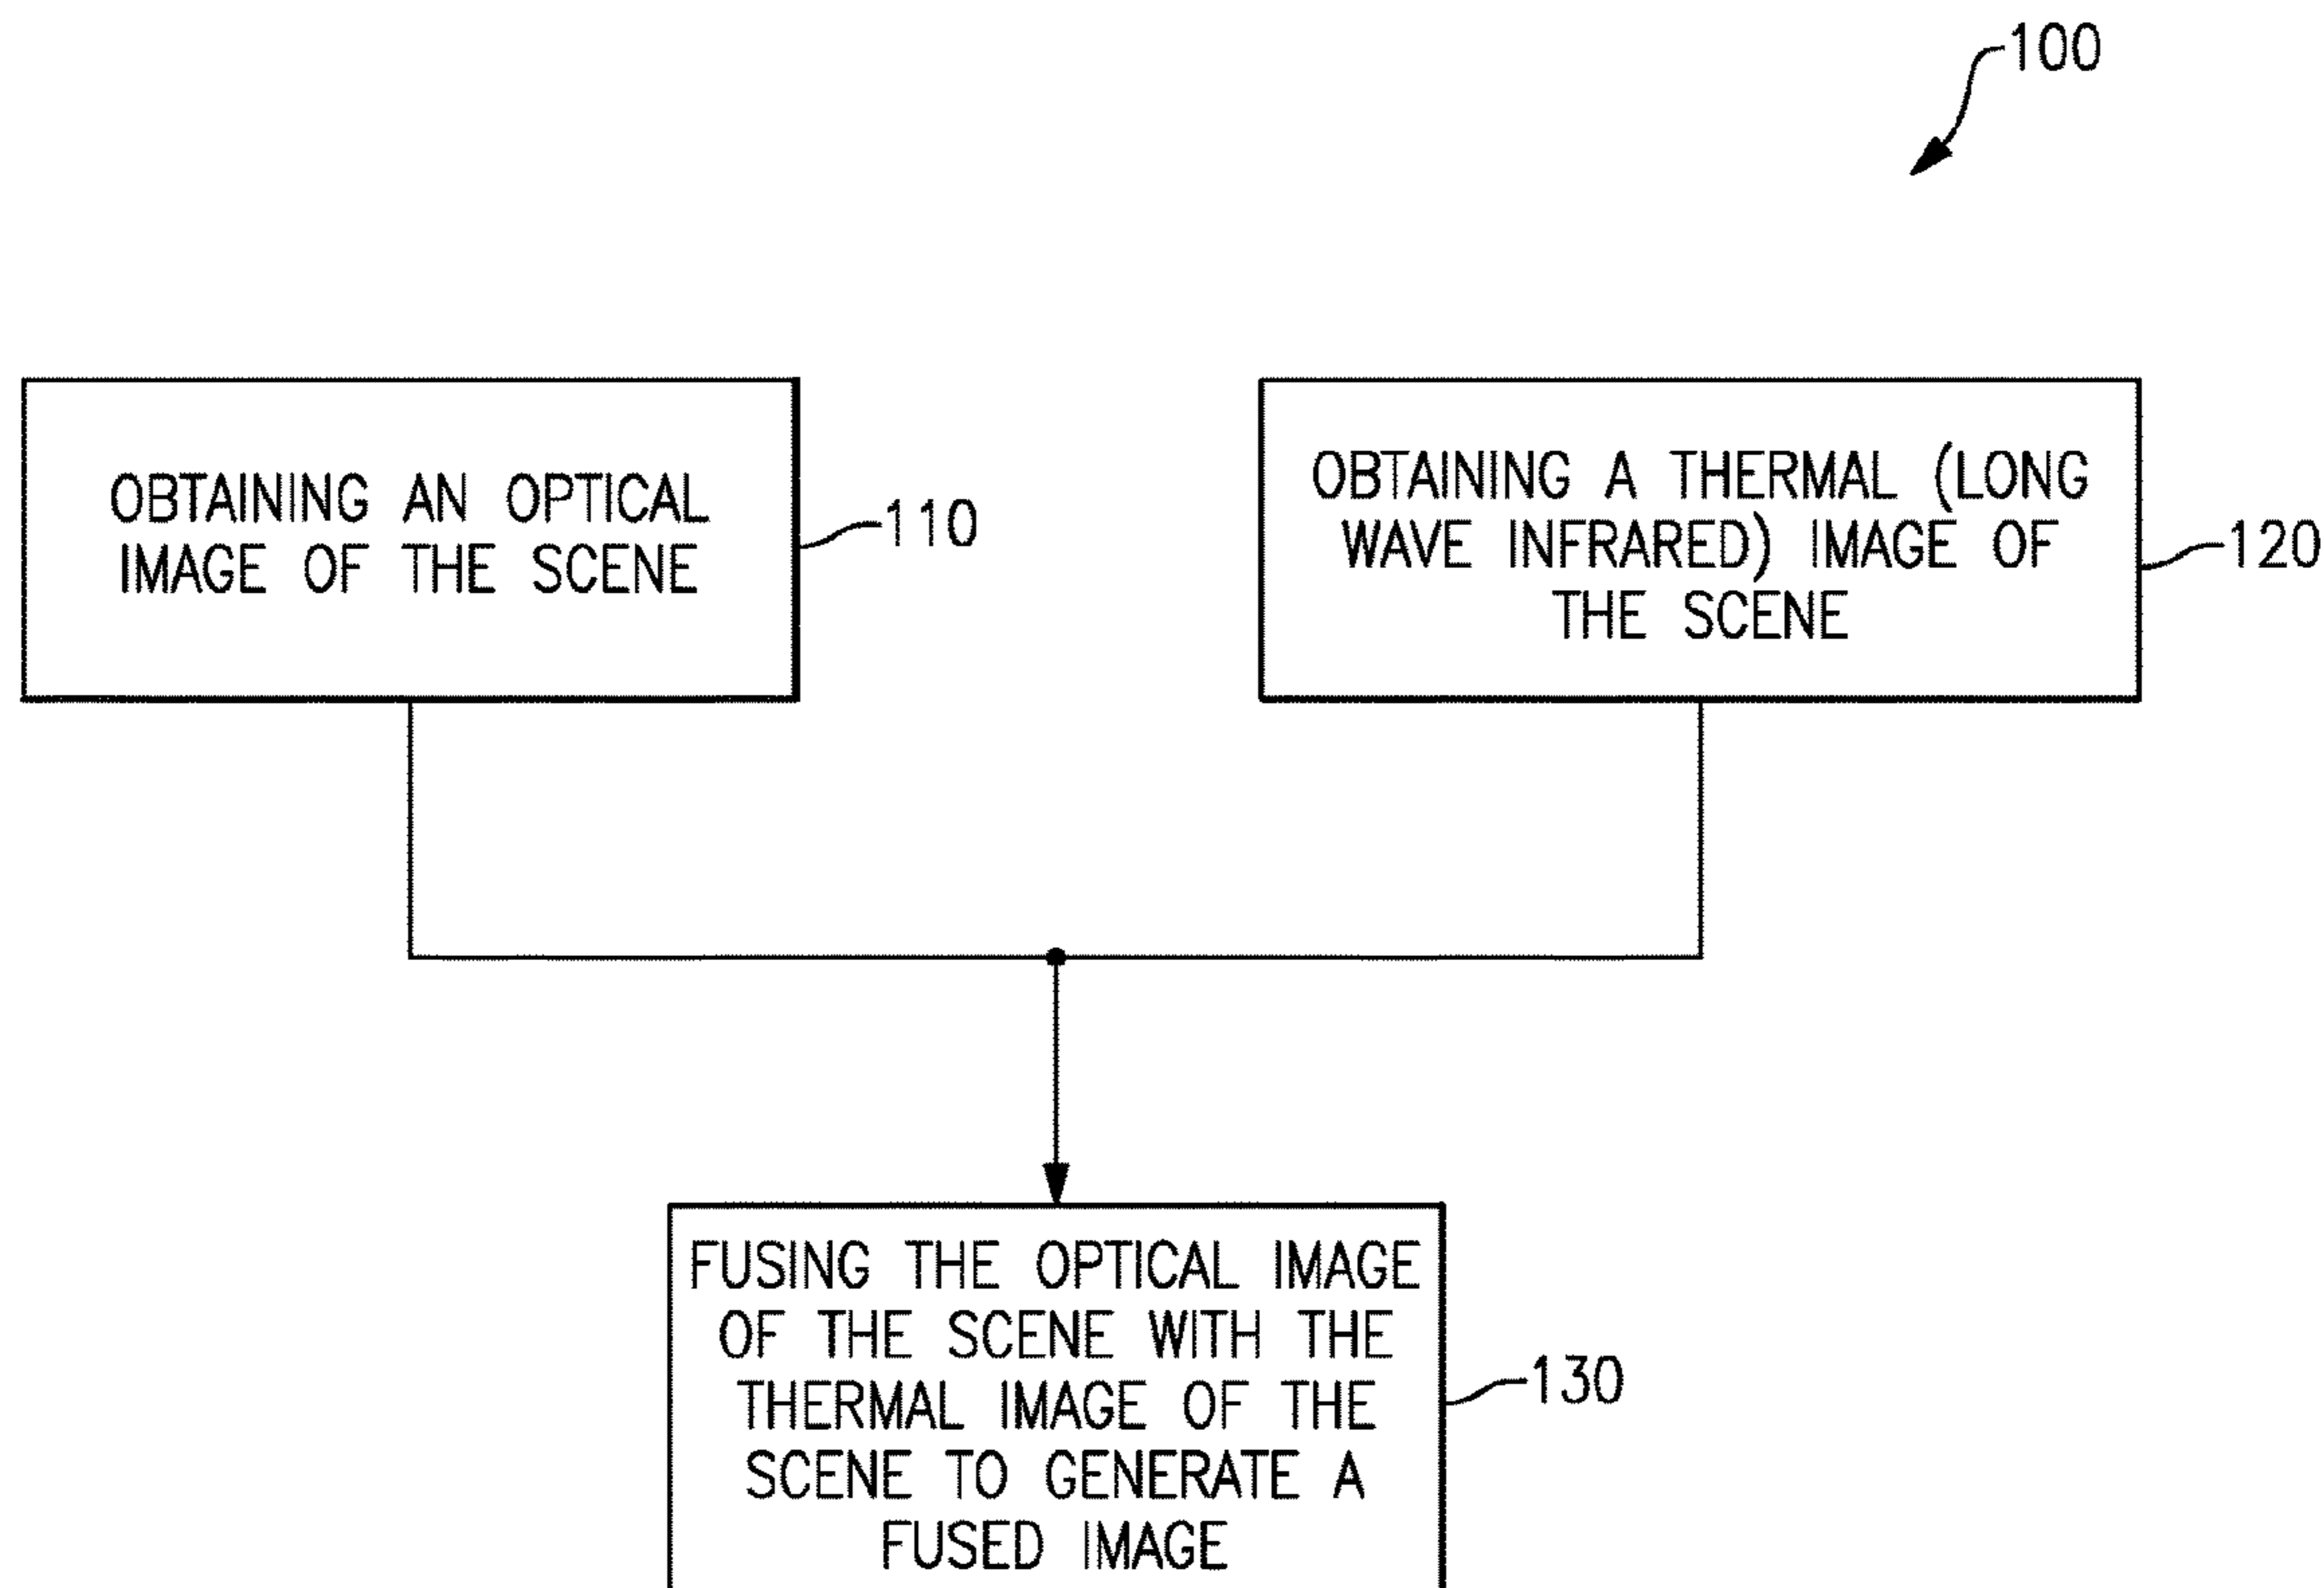 100
OBTAINING AN OPTICAL
IMAGE OF THE SCENE
110
OBTAINING A THERMAL (LONG
WAVE INFRARED) IMAGE OF
THE SCENE
120
FUSING THE OPTICAL IMAGE
OF THE SCENE WITH THE
THERMAL IMAGE OF THE
SCENE TO GENERATE A
FUSED IMAGE
130